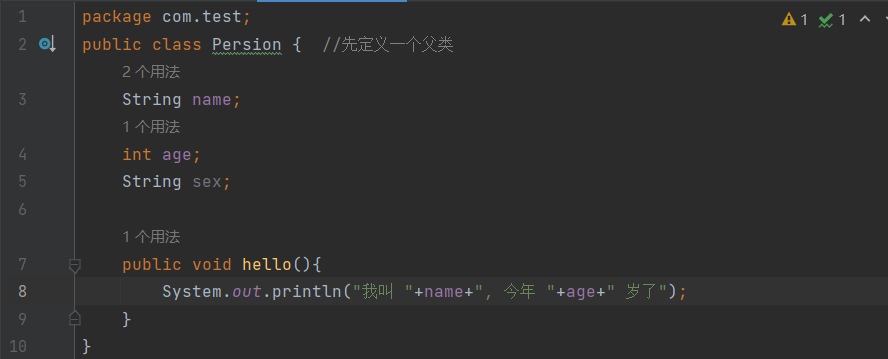 1 package com.test;
2 public class Persion {  //先定义一个父类
2 个用法
3 String name;
1 个用法
4 int age;
5 String sex;
6
1 个用法
7 public void hello(){
8 System.out.println("我叫 "+name+", 今年 "+age+" 岁了");
9 }
10 }
1 1